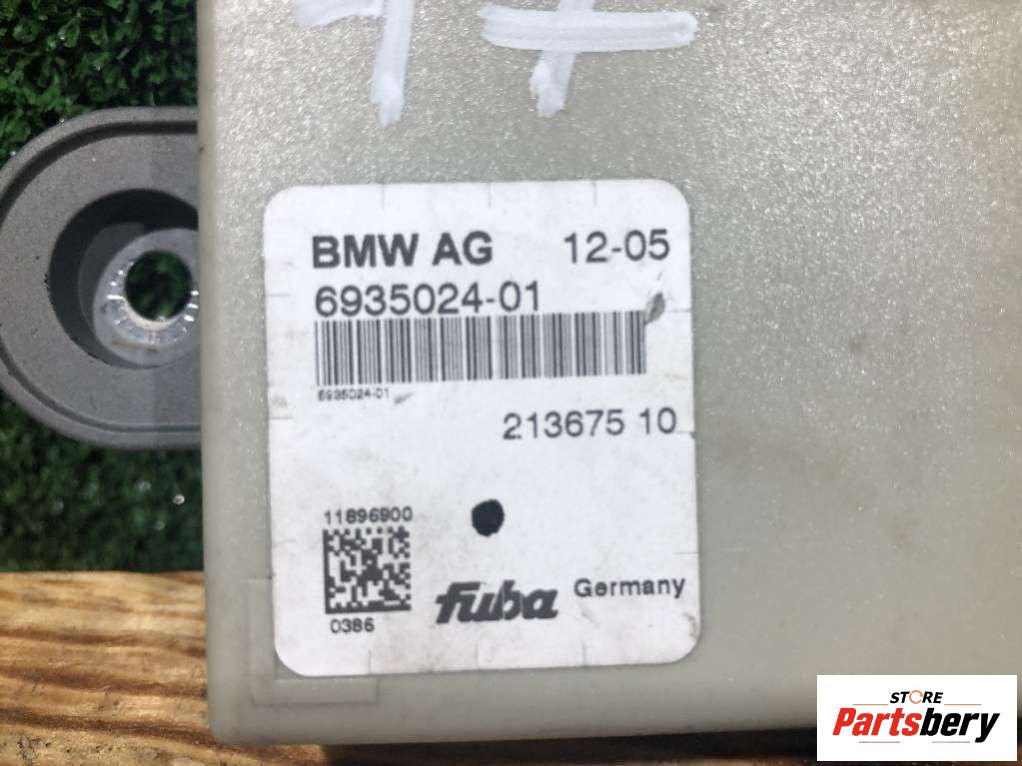 BMW AG 12-05
6935024-01
6935024-01
213675 10
11896900
0386
fuba Germany
STORE
Partsbery